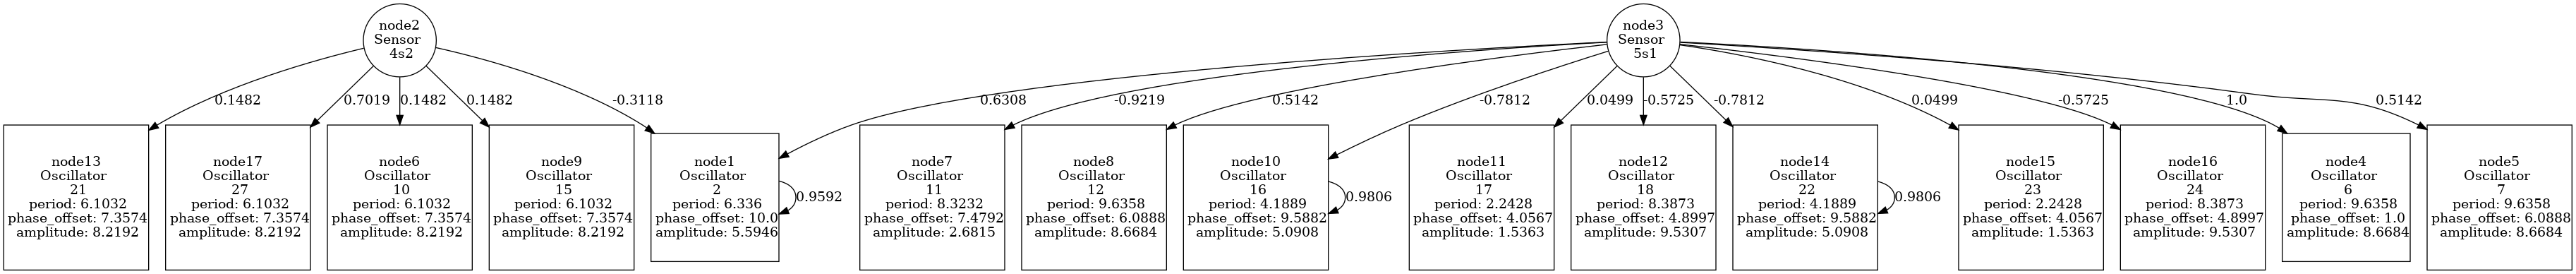 node2
Sensor
4s2
node3
Sensor
5s1
0.1482
0.7019
0.1482
0.1482
-0.3118
0.6308
-0.9219
0.5142
-0.7812
0.0499
-0.5725
-0.7812
0.0499
-0.5725
1.0
0.5142
node13
Oscillator
21
period: 6.1032
phase_offset: 7.3574
amplitude: 8.2192
node17
Oscillator
27
period: 6.1032
phase_offset: 7.3574
amplitude: 8.2192
node6
Oscillator
10
period: 6.1032
phase_offset: 7.3574
amplitude: 8.2192
node9
Oscillator
15
period: 6.1032
phase_offset: 7.3574
amplitude: 8.2192
node1
Oscillator
2
period: 6.336
phase_offset: 10.0
amplitude: 5.5946
0.9592
node7
Oscillator
11
period: 8.3232
phase_offset: 7.4792
amplitude: 2.6815
node8
Oscillator
12
period: 9.6358
phase_offset: 6.0888
amplitude: 8.6684
node10
Oscillator
16
period: 4.1889
phase_offset: 9.5882
amplitude: 5.0908
0.9806
node11
Oscillator
17
period: 2.2428
phase_offset: 4.0567
amplitude: 1.5363
node12
Oscillator
18
period: 8.3873
phase_offset: 4.8997
amplitude: 9.5307
node14
Oscillator
22
period: 4.1889
phase_offset: 9.5882
amplitude: 5.0908
0.9806
node15
Oscillator
23
period: 2.2428
phase_offset: 4.0567
amplitude: 1.5363
node16
Oscillator
24
period: 8.3873
phase_offset: 4.8997
amplitude: 9.5307
node4
Oscillator
6
period: 9.6358
phase_offset: 1.0
amplitude: 8.6684
node5
Oscillator
7
period: 9.6358
phase_offset: 6.0888
amplitude: 8.6684